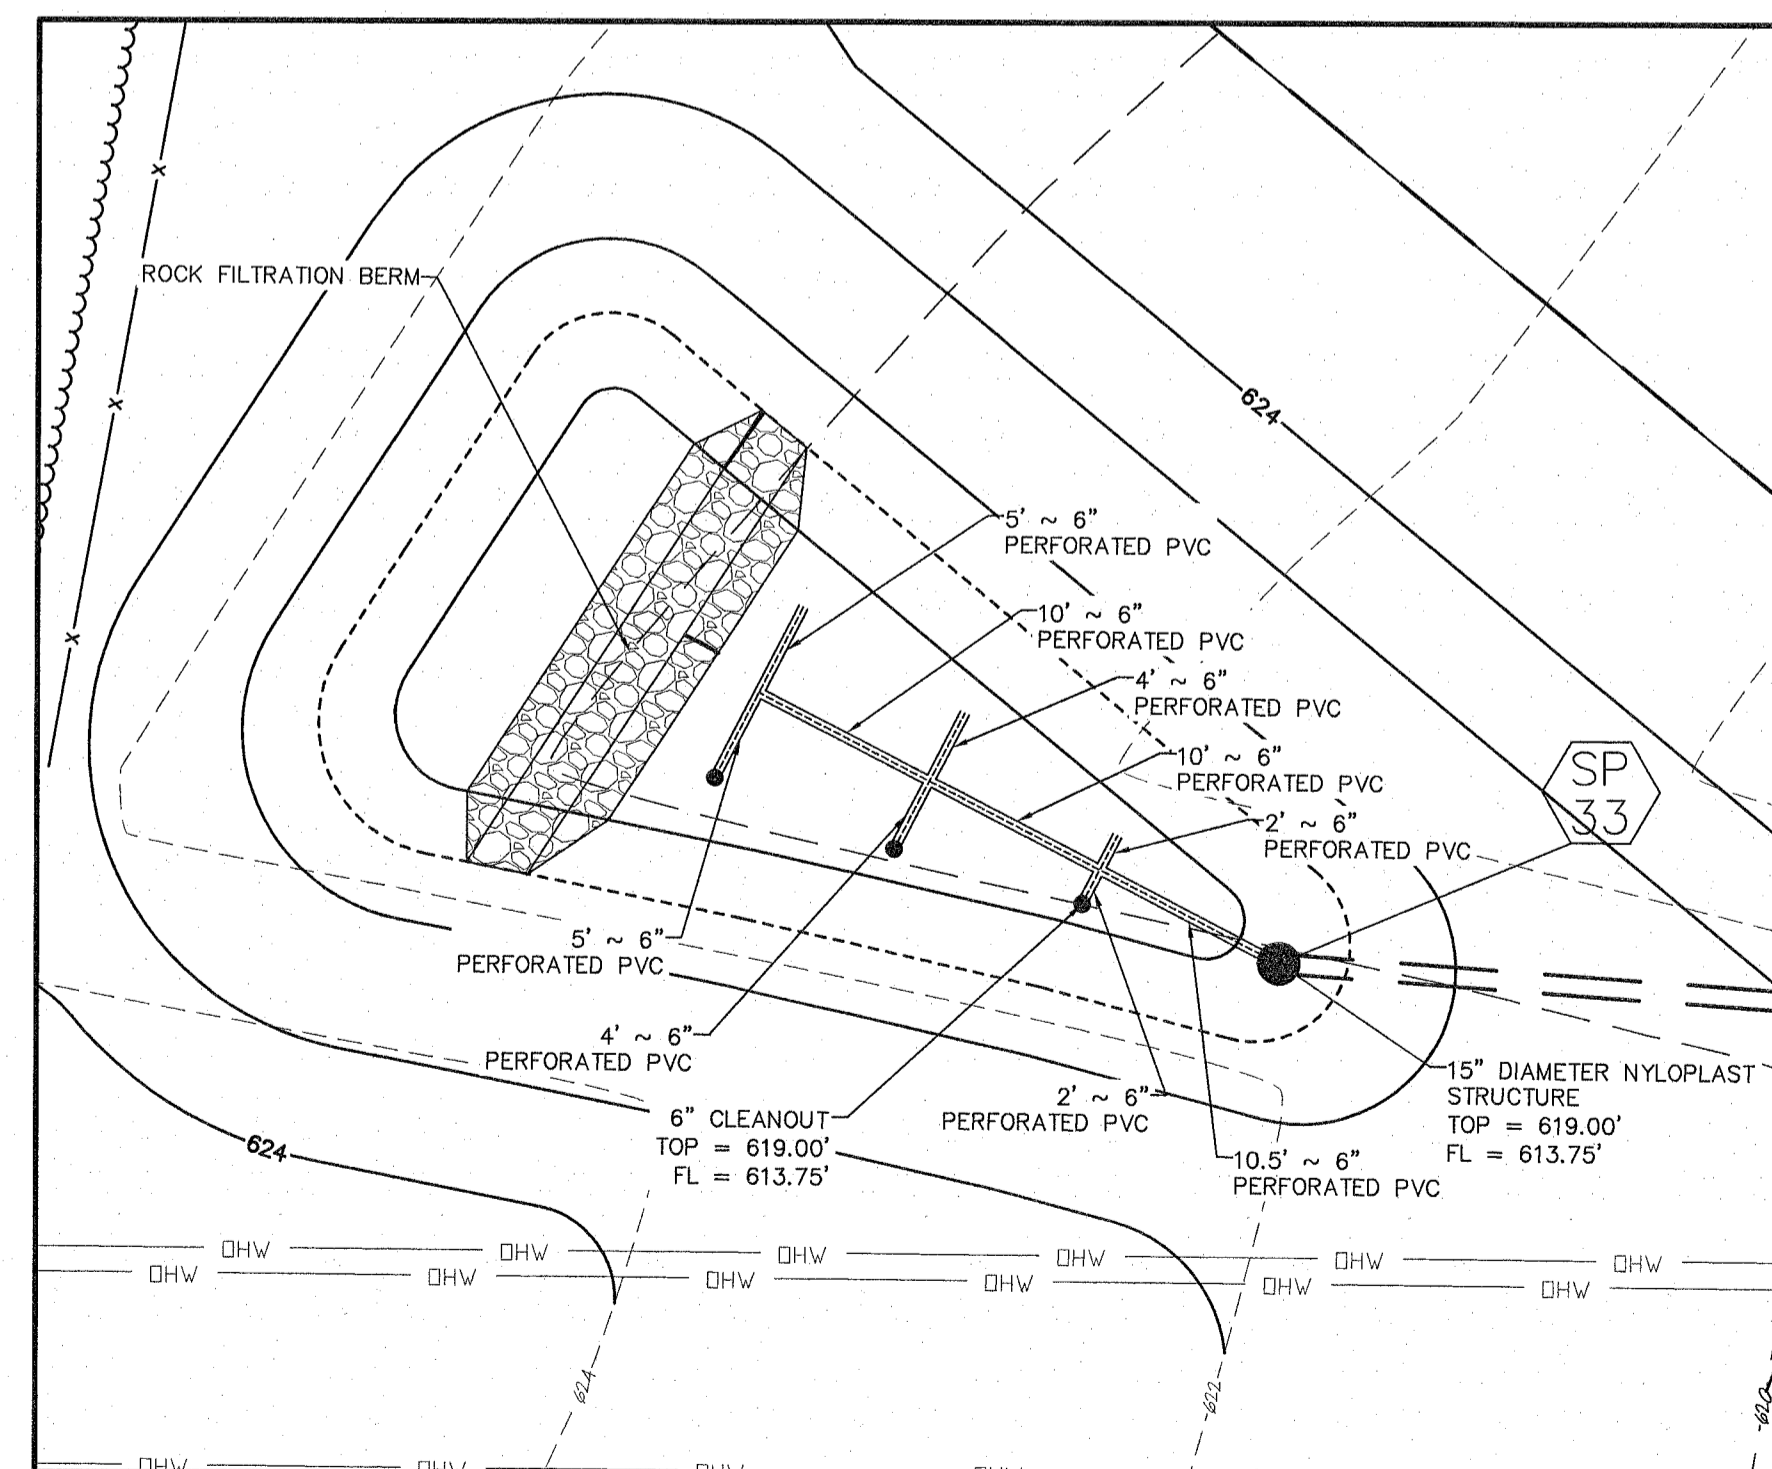 X
ROCK FILTRATION BERM
X
624
5' ~ 6"
PERFORATED PVC
X
10' ~ 6"
PERFORATED PVC
4' ~ 6"
PERFORATED PVC
10' ~ 6"
PERFORATED PVC
SP
33
2' ~ 6"
PERFORATED PVC
5' ~ 6"
PERFORATED PVC
4' ~ 6"
PERFORATED PVC
6" CLEANOUT
TOP = 619.00'
FL = 613.75'
2' ~ 6"
PERFORATED PVC
15" DIAMETER NYLOPLAST
STRUCTURE
TOP = 619.00'
FL = 613.75'
10.5' ~ 6"
PERFORATED PVC
624
OHW OHW OHW OHW OHW OHW
OHW OHW OHW OHW OHW OHW
624
622
620
OHW OHW OHW OHW